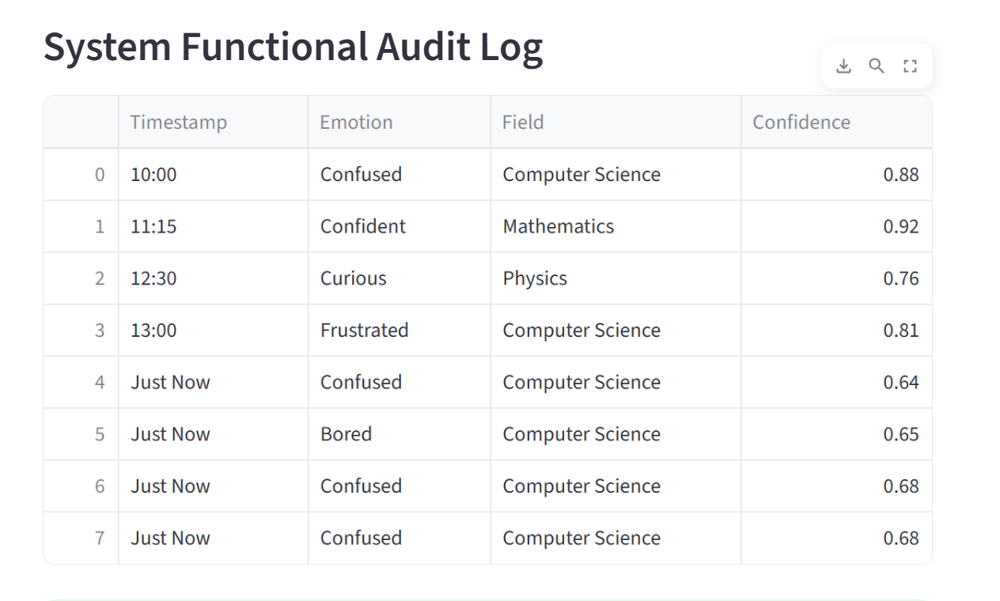 System Functional Audit Log
Timestamp Emotion Field Confidence
0 10:00 Confused Computer Science 0.88
1 11:15 Confident Mathematics 0.92
2 12:30 Curious Physics 0.76
3 13:00 Frustrated Computer Science 0.81
4 Just Now Confused Computer Science 0.64
5 Just Now Bored Computer Science 0.65
6 Just Now Confused Computer Science 0.68
7 Just Now Confused Computer Science 0.68